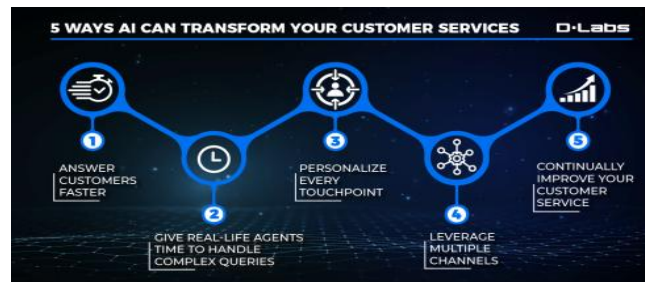 5 WAYS AI CAN TRANSFORM YOUR CUSTOMER SERVICES
D•Labs
1
ANSWER
CUSTOMERS
FASTER
2
GIVE REAL-LIFE AGENTS
TIME TO HANDLE
COMPLEX QUERIES
3
PERSONALIZE
EVERY
TOUCHPOINT
4
LEVERAGE
MULTIPLE
CHANNELS
5
CONTINUALLY
IMPROVE YOUR
CUSTOMER
SERVICE